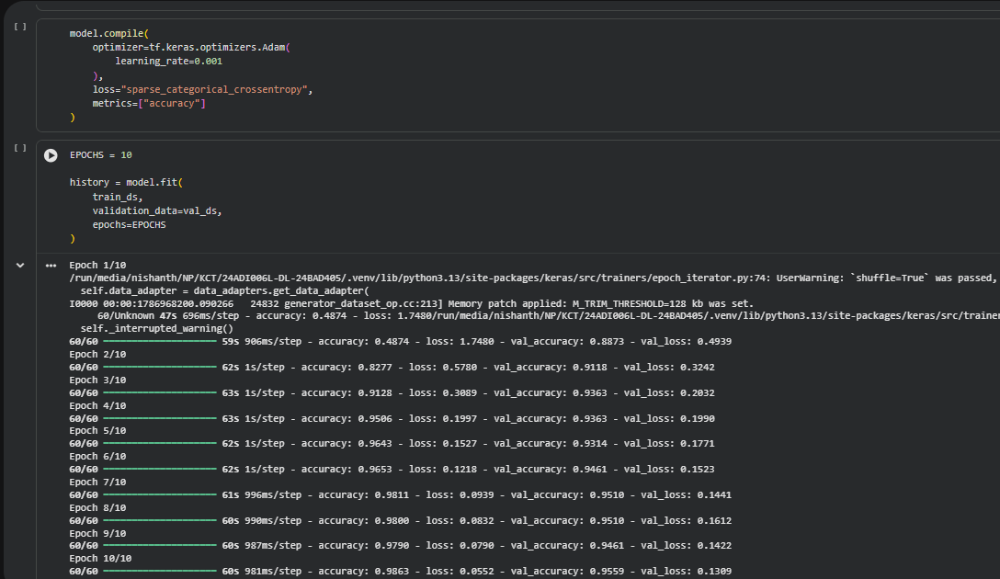 [ ]
model.compile(
optimizer=tf.keras.optimizers.Adam(
learning_rate=0.001
),
loss="sparse_categorical_crossentropy",
metrics=["accuracy"]
)
[ ]
EPOCHS = 10
history = model.fit(
train_ds,
validation_data=val_ds,
epochs=EPOCHS
)
Epoch 1/10
/run/media/nishanth/NP/KCT/24ADI006L-DL-24BAD405/.venv/lib/python3.13/site-packages/keras/src/trainers/epoch_iterator.py:74: UserWarning: `shuffle=True` was passed,
self.data_adapter = data_adapters.get_data_adapter(
I0000 00:00:1786968200.090266   24832 generator_dataset_op.cc:213] Memory patch applied: M_TRIM_THRESHOLD=128 kb was set.
60/Unknown 47s 696ms/step - accuracy: 0.4874 - loss: 1.7480/run/media/nishanth/NP/KCT/24ADI006L-DL-24BAD405/.venv/lib/python3.13/site-packages/keras/src/trainer
self._interrupted_warning()
60/60 ━━━━━━━━━━━━━━━━━━━━ 59s 906ms/step - accuracy: 0.4874 - loss: 1.7480 - val_accuracy: 0.8873 - val_loss: 0.4939
Epoch 2/10
60/60 ━━━━━━━━━━━━━━━━━━━━ 62s 1s/step - accuracy: 0.8277 - loss: 0.5780 - val_accuracy: 0.9118 - val_loss: 0.3242
Epoch 3/10
60/60 ━━━━━━━━━━━━━━━━━━━━ 63s 1s/step - accuracy: 0.9128 - loss: 0.3089 - val_accuracy: 0.9363 - val_loss: 0.2032
Epoch 4/10
60/60 ━━━━━━━━━━━━━━━━━━━━ 63s 1s/step - accuracy: 0.9506 - loss: 0.1997 - val_accuracy: 0.9363 - val_loss: 0.1990
Epoch 5/10
60/60 ━━━━━━━━━━━━━━━━━━━━ 62s 1s/step - accuracy: 0.9643 - loss: 0.1527 - val_accuracy: 0.9314 - val_loss: 0.1771
Epoch 6/10
60/60 ━━━━━━━━━━━━━━━━━━━━ 62s 1s/step - accuracy: 0.9653 - loss: 0.1218 - val_accuracy: 0.9461 - val_loss: 0.1523
Epoch 7/10
60/60 ━━━━━━━━━━━━━━━━━━━━ 61s 996ms/step - accuracy: 0.9811 - loss: 0.0939 - val_accuracy: 0.9510 - val_loss: 0.1441
Epoch 8/10
60/60 ━━━━━━━━━━━━━━━━━━━━ 60s 990ms/step - accuracy: 0.9800 - loss: 0.0832 - val_accuracy: 0.9510 - val_loss: 0.1612
Epoch 9/10
60/60 ━━━━━━━━━━━━━━━━━━━━ 60s 987ms/step - accuracy: 0.9790 - loss: 0.0790 - val_accuracy: 0.9461 - val_loss: 0.1422
Epoch 10/10
60/60 ━━━━━━━━━━━━━━━━━━━━ 60s 981ms/step - accuracy: 0.9863 - loss: 0.0552 - val_accuracy: 0.9559 - val_loss: 0.1309